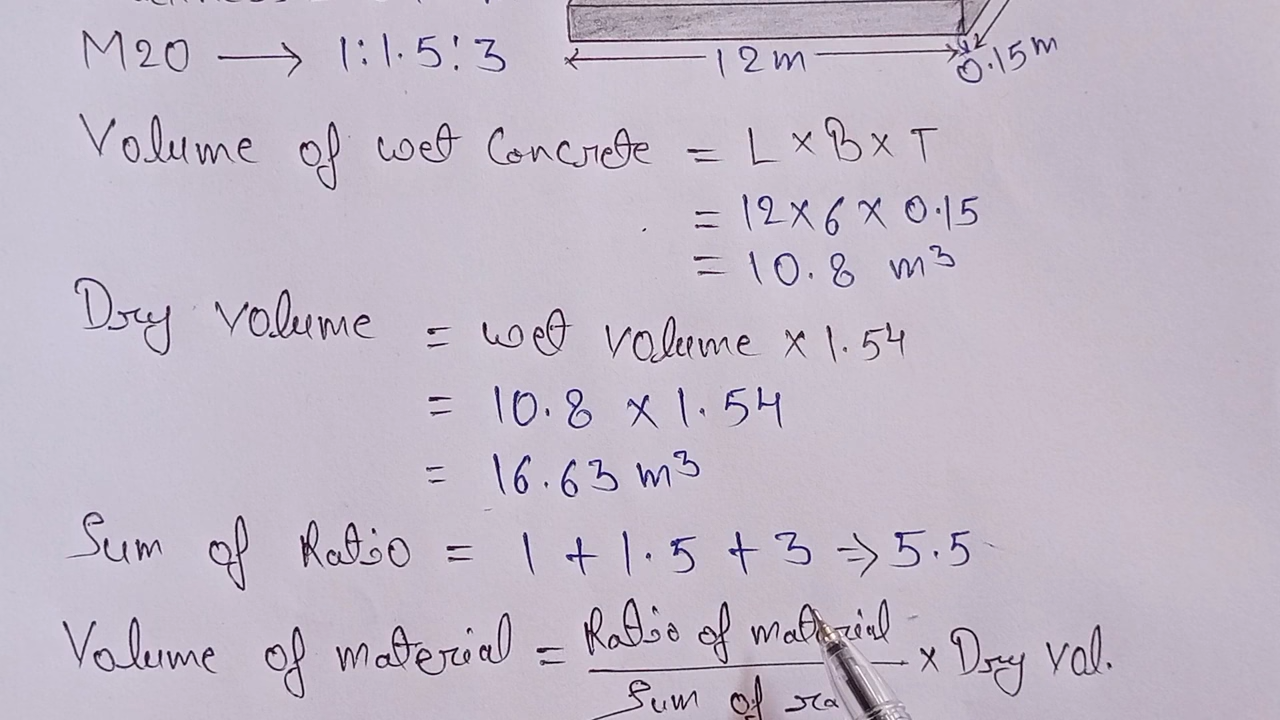 M20 → 1:1.5:3
12m
0.15m
Volume of wet Concrete = L × B × T
= 12 × 6 × 0.15
= 10.8 m³
Dry volume = wet volume × 1.54
= 10.8 × 1.54
= 16.63 m³
Sum of Ratio = 1 + 1.5 + 3 ⇒ 5.5
Volume of material = Ratio of material × Dry vol.
Sum of